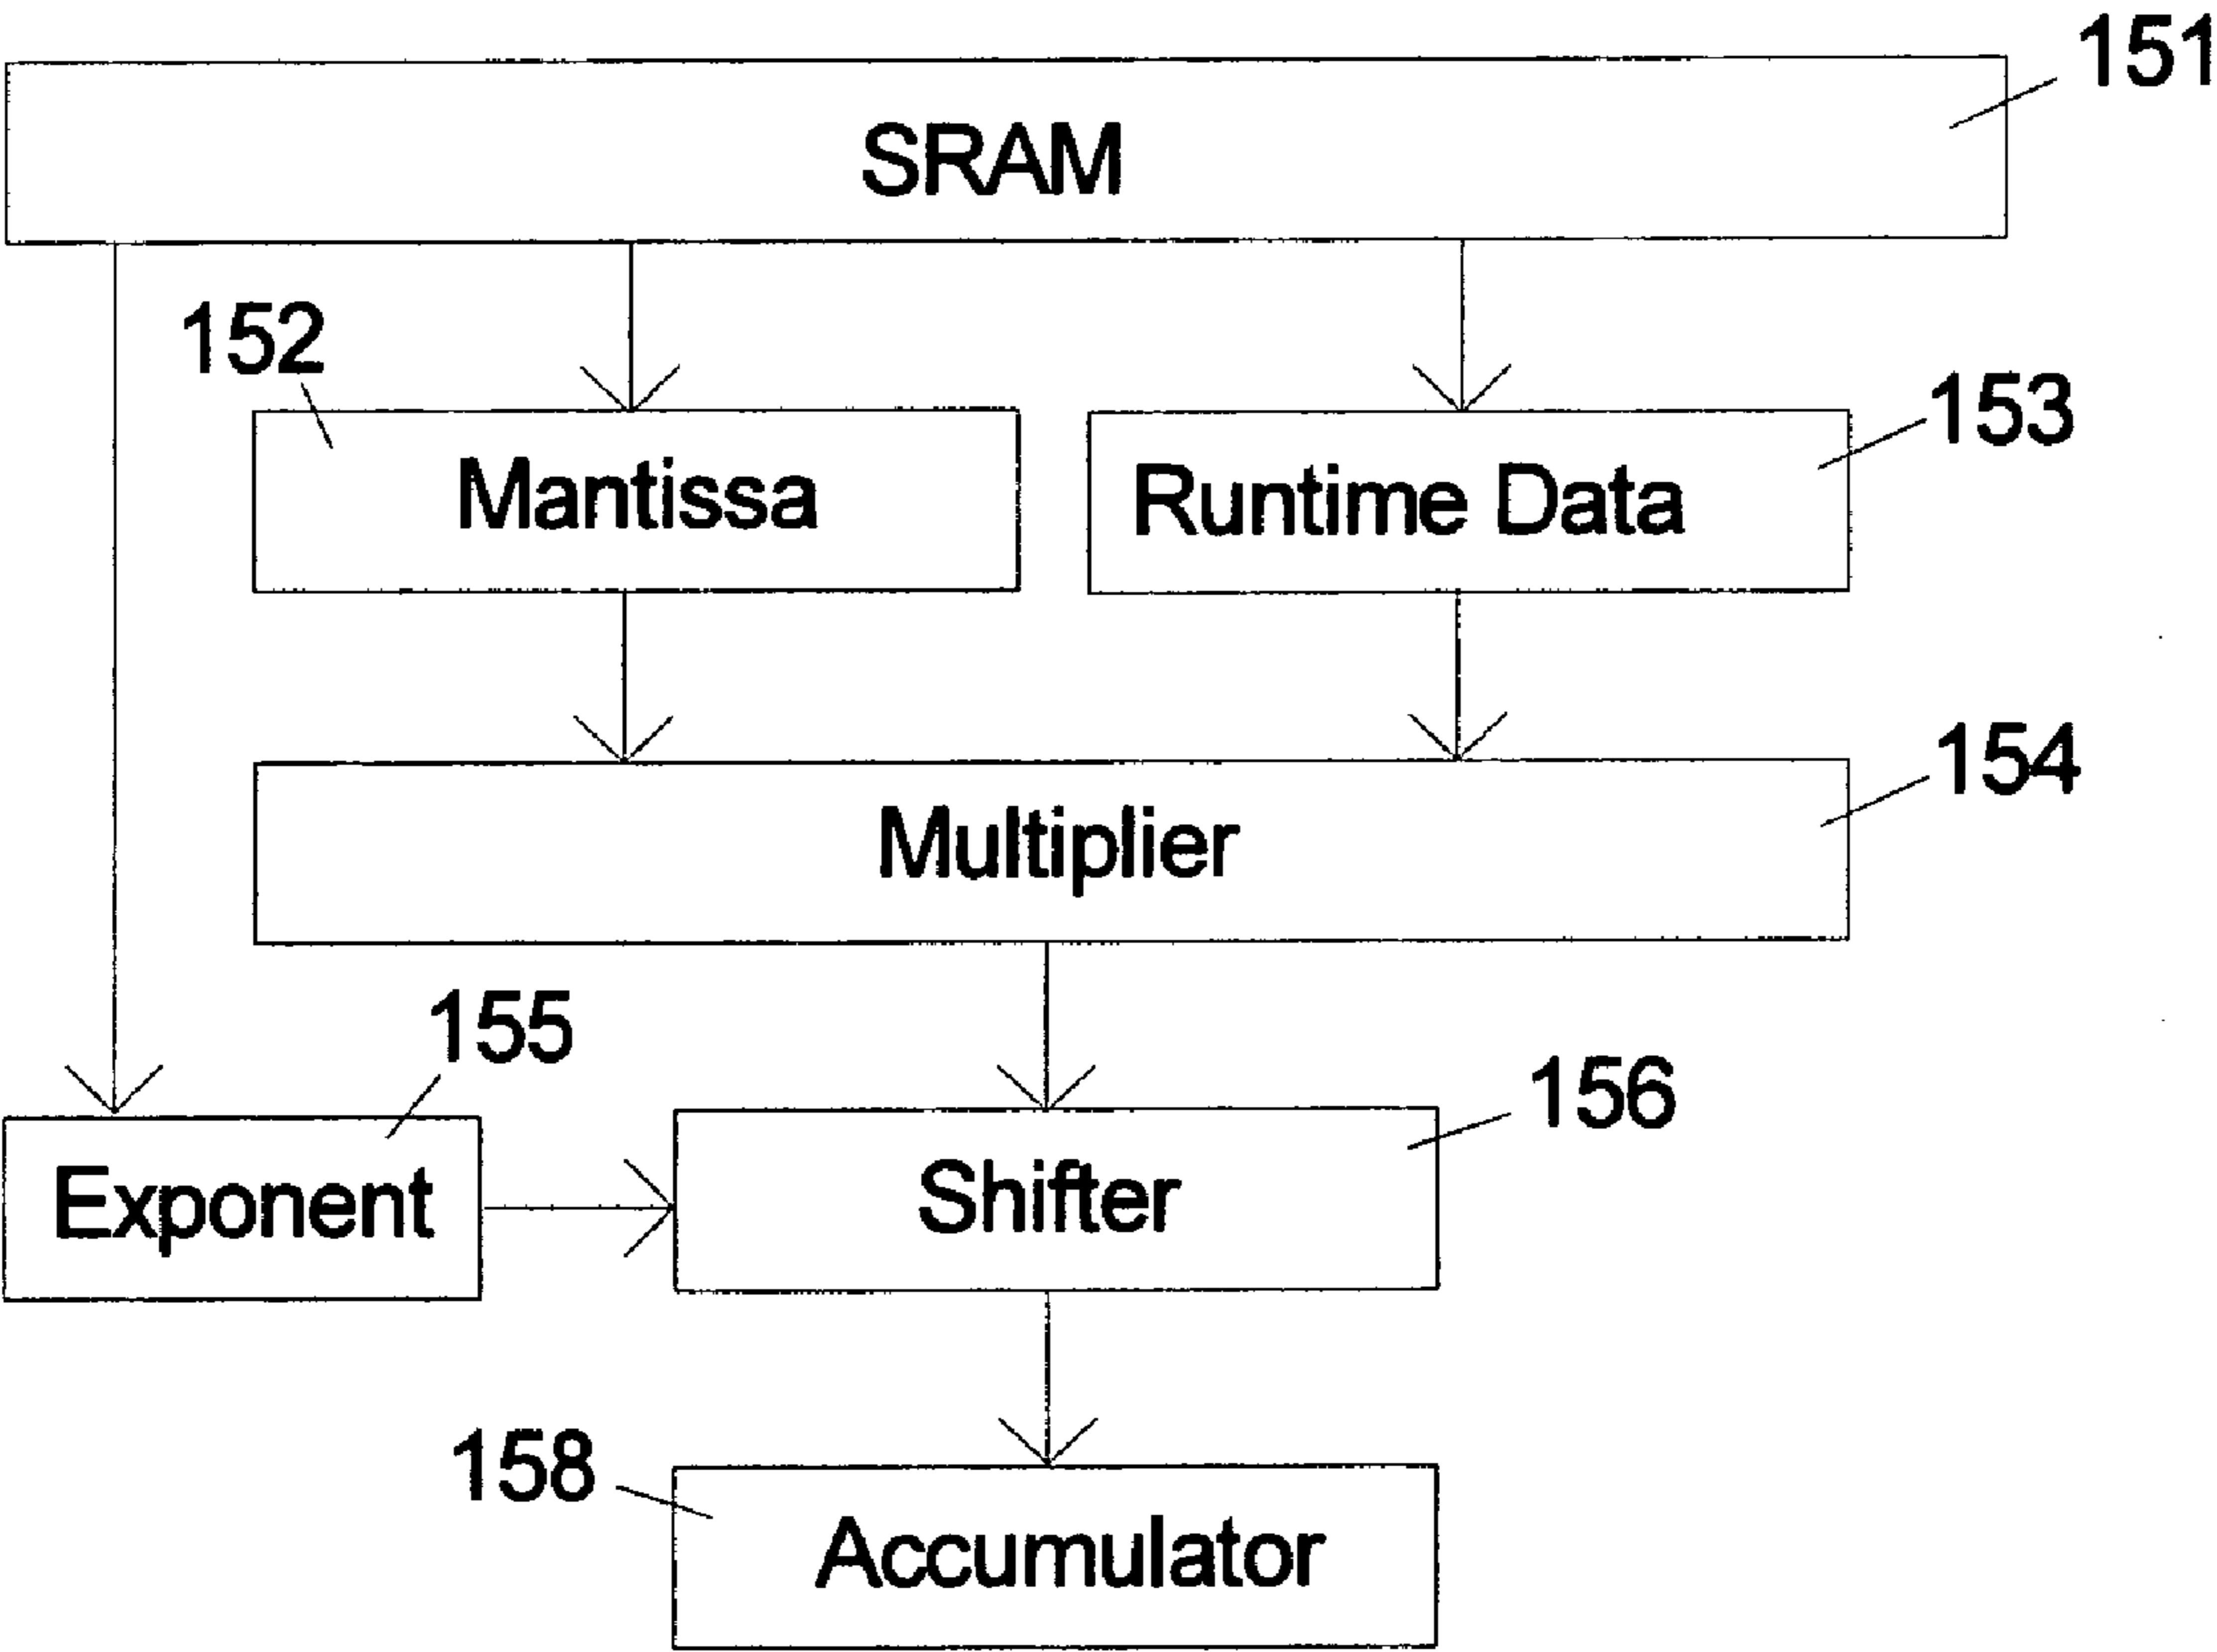 151
SRAM
152
153
Mantissa
Runtime Data
154
Multiplier
155
156
Exponent
Shifter
158
Accumulator